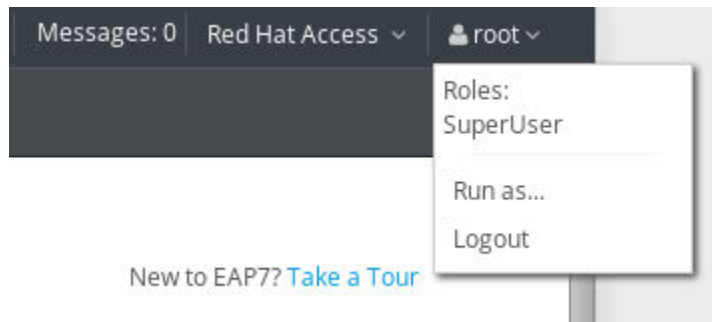 Messages: 0 Red Hat Access root
Roles:
SuperUser
Run as...
Logout
New to EAP7? Take a Tour